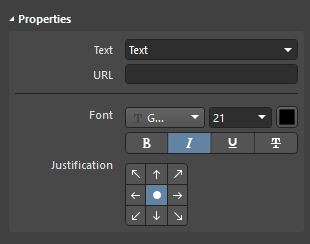 Properties
Text Text
URL
Font T G... 21
B I U T
Justification